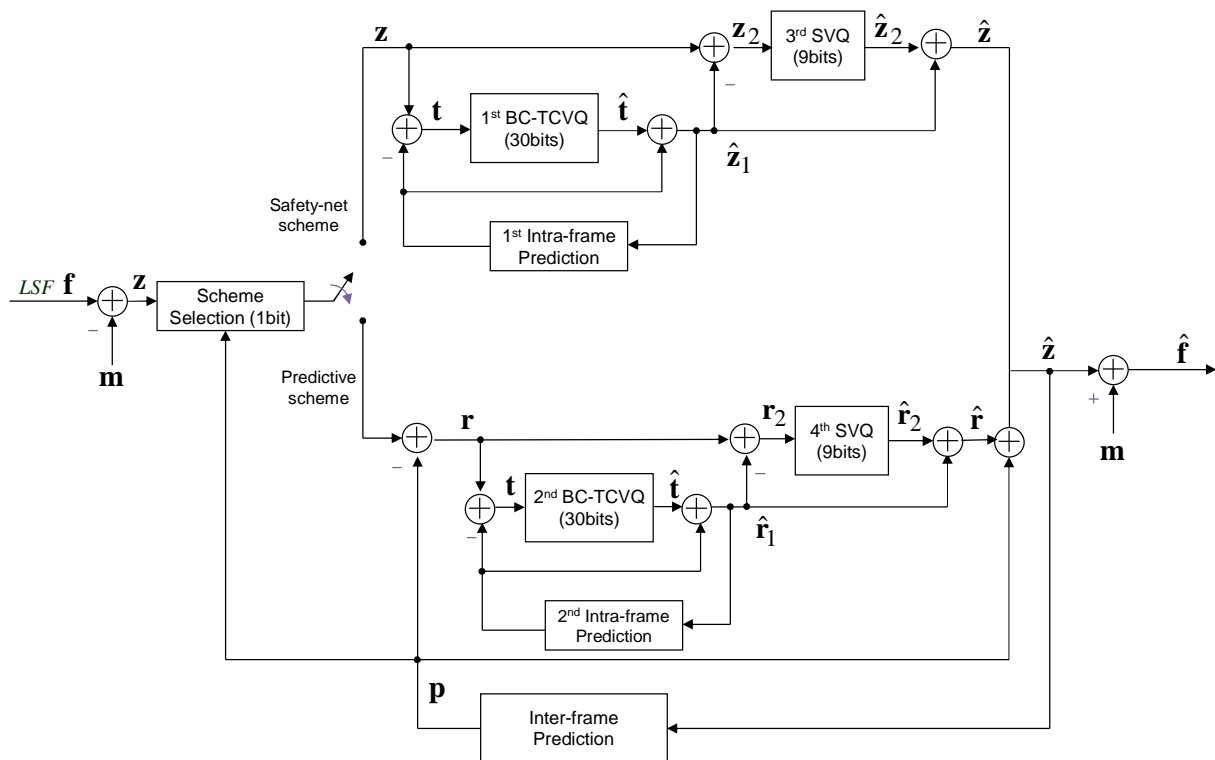 z
z₂
3rd SVQ
(9bits)
ẑ₂
ẑ
t
1st BC-TCVQ
(30bits)
t̂
ẑ₁
Safety-net
scheme
1st Intra-frame
Prediction
LSF f
z
Scheme
Selection (1bit)
m
Predictive
scheme
ẑ
f̂
m
r
r₂
4th SVQ
(9bits)
r̂₂
r̂
t
2nd BC-TCVQ
(30bits)
t̂
r̂₁
2nd Intra-frame
Prediction
p
Inter-frame
Prediction